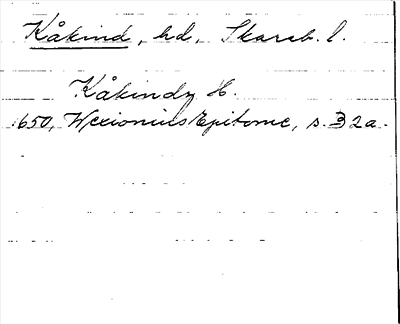 Kåkind, hd, Skarab. l.
Kåkindz H.
1650, Wexionius Epitome, s. 32a.